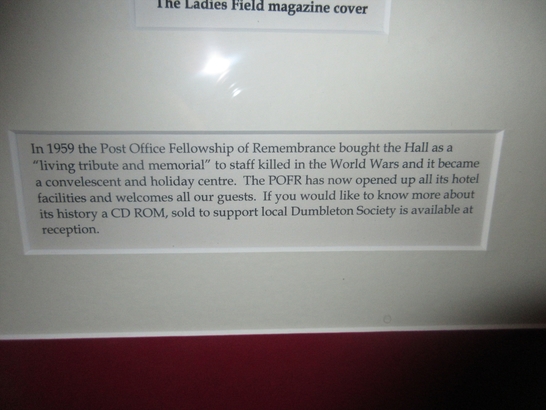 The Ladies Field magazine cover
In 1959 the Post Office Fellowship of Remembrance bought the Hall as a
“living tribute and memorial” to staff killed in the World Wars and it became
a convelescent and holiday centre. The POFR has now opened up all its hotel
facilities and welcomes all our guests. If you would like to know more about
its history a CD ROM, sold to support local Dumbleton Society is available at
reception.